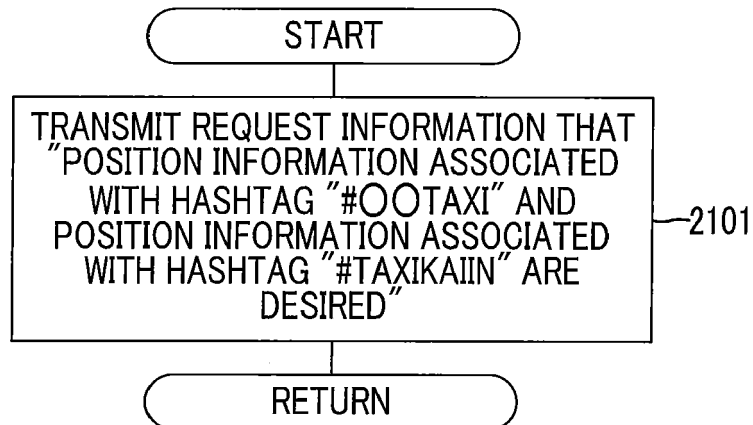 START
TRANSMIT REQUEST INFORMATION THAT
"POSITION INFORMATION ASSOCIATED
WITH HASHTAG "#○○TAXI" AND
POSITION INFORMATION ASSOCIATED
WITH HASHTAG "#TAXIKAIIN" ARE
DESIRED"
2101
RETURN